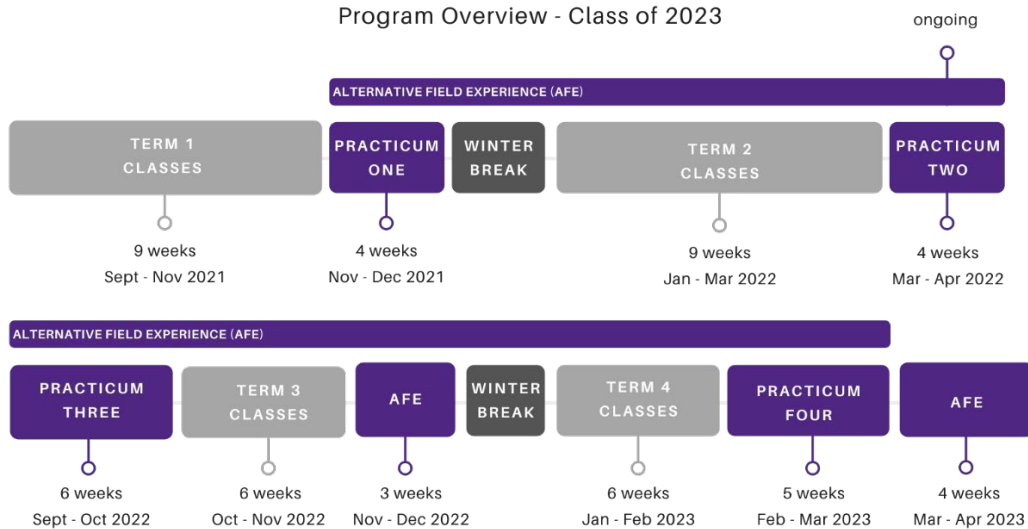 Program Overview - Class of 2023
ongoing
ALTERNATIVE FIELD EXPERIENCE (AFE)
TERM 1
CLASSES
PRACTICUM
ONE
WINTER
BREAK
TERM 2
CLASSES
PRACTICUM
TWO
9 weeks
Sept - Nov 2021
4 weeks
Nov - Dec 2021
9 weeks
Jan - Mar 2022
4 weeks
Mar - Apr 2022
ALTERNATIVE FIELD EXPERIENCE (AFE)
PRACTICUM
THREE
TERM 3
CLASSES
AFE
WINTER
BREAK
TERM 4
CLASSES
PRACTICUM
FOUR
AFE
6 weeks
Sept - Oct 2022
6 weeks
Oct - Nov 2022
3 weeks
Nov - Dec 2022
6 weeks
Jan - Feb 2023
5 weeks
Feb - Mar 2023
4 weeks
Mar - Apr 2023